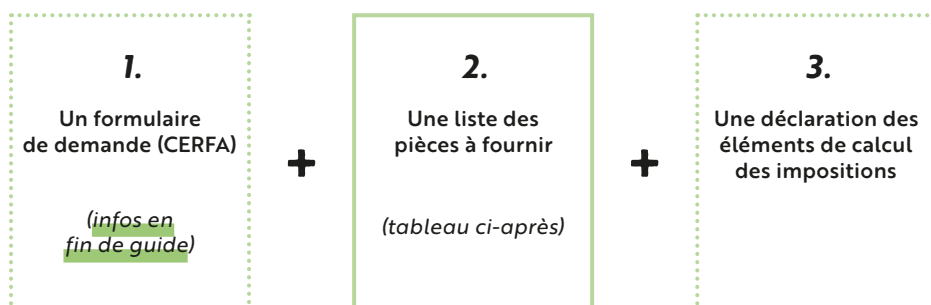 1.
Un formulaire
de demande (CERFA)
(infos en
fin de guide)
+
2.
Une liste des
pièces à fournir
(tableau ci-après)
+
3.
Une déclaration des
éléments de calcul
des impositions